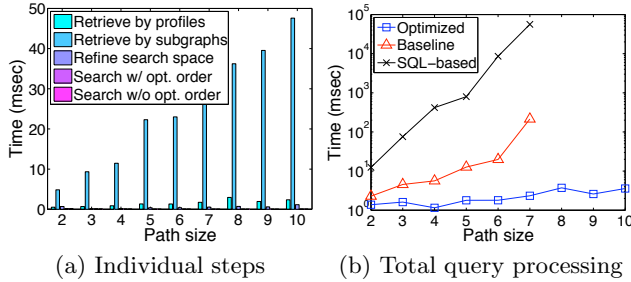 50
40
30
20
10
0
Time (msec)
Retrieve by profiles
Retrieve by subgraphs
Refine search space
Search w/ opt. order
Search w/o opt. order
2 3 4 5 6 7 8 9 10
Path size
(a) Individual steps
10^5
10^4
10^3
10^2
10^1
10^0
Time (msec)
Optimized
Baseline
SQL-based
2 3 4 5 6 7 8 9 10
Path size
(b) Total query processing